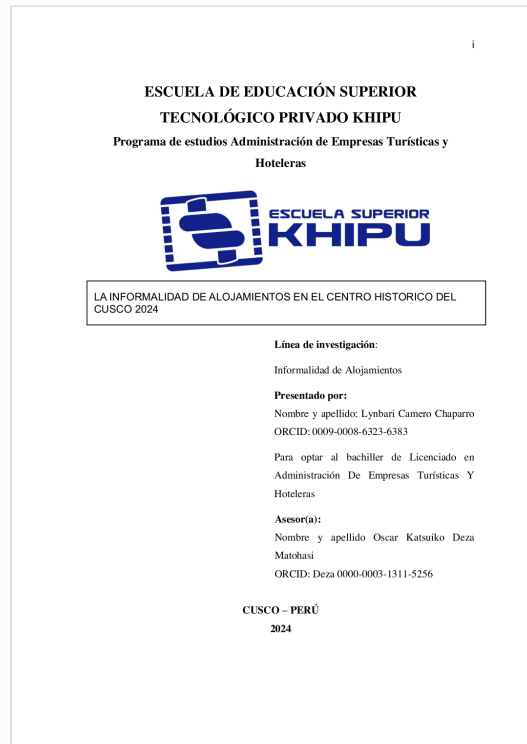 i
ESCUELA DE EDUCACIÓN SUPERIOR
TECNOLÓGICO PRIVADO KHIPU
Programa de estudios Administración de Empresas Turísticas y
Hoteleras
ESCUELA SUPERIOR
KHIPU
LA INFORMALIDAD DE ALOJAMIENTOS EN EL CENTRO HISTORICO DEL
CUSCO 2024
Línea de investigación:
Informalidad de Alojamientos
Presentado por:
Nombre y apellido: Lynbari Camero Chaparro
ORCID: 0009-0008-6323-6383
Para optar al bachiller de Licenciado en
Administración De Empresas Turísticas Y
Hoteleras
Asesor(a):
Nombre y apellido Oscar Katsuiko Deza
Matohasi
ORCID: Deza 0000-0003-1311-5256
CUSCO – PERÚ
2024